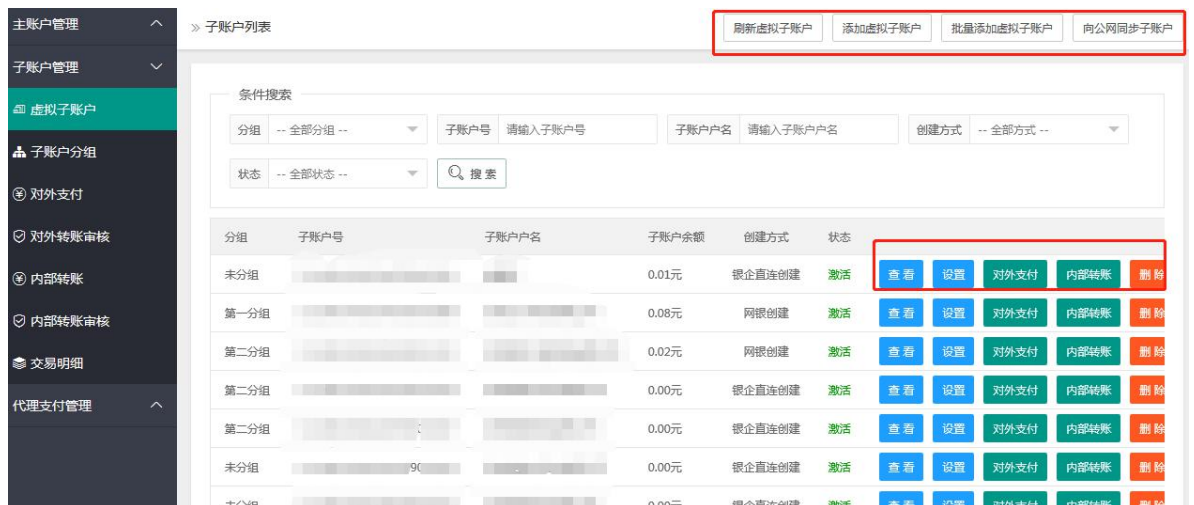 主账户管理
子账户管理
虚拟子账户
子账户分组
对外支付
对外转账审核
内部转账
内部转账审核
交易明细
代理支付管理
» 子账户列表
刷新虚拟子账户 添加虚拟子账户 批量添加虚拟子账户 向公网同步子账户
条件搜索
分组 -- 全部分组 -- 子账户号 请输入子账户号 子账户户名 请输入子账户户名 创建方式 -- 全部方式 --
状态 -- 全部状态 -- 搜索
分组 子账户号 子账户户名 子账户余额 创建方式 状态
未分组 0.01元 银企直连创建 激活 查看 设置 对外支付 内部转账 删除
第一分组 0.08元 网银创建 激活 查看 设置 对外支付 内部转账 删除
第二分组 0.02元 网银创建 激活 查看 设置 对外支付 内部转账 删除
第二分组 0.00元 银企直连创建 激活 查看 设置 对外支付 内部转账 删除
第二分组 0.00元 银企直连创建 激活 查看 设置 对外支付 内部转账 删除
未分组 90 0.00元 银企直连创建 激活 查看 设置 对外支付 内部转账 删除